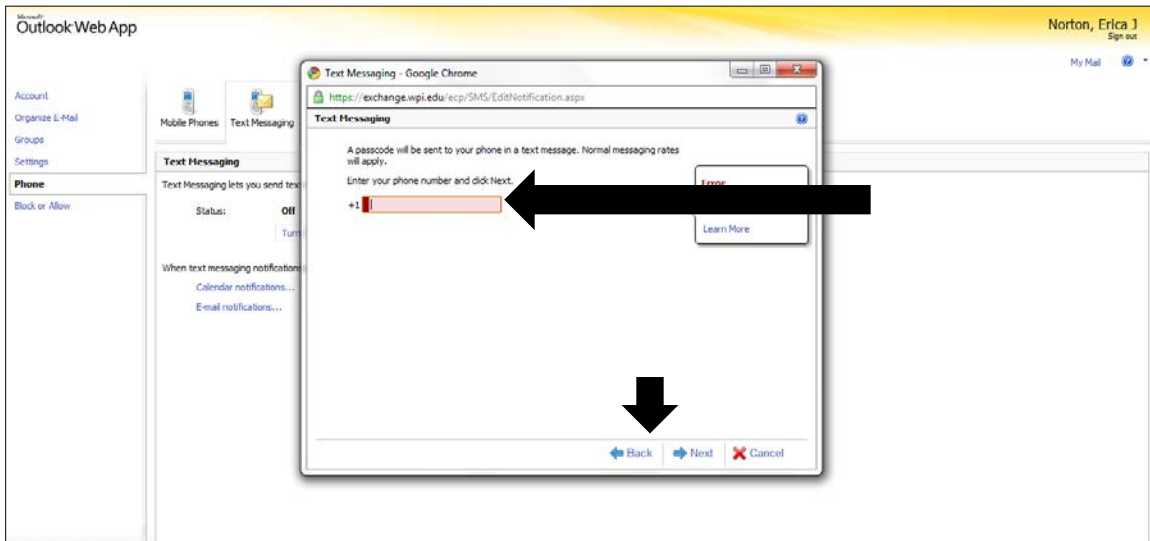 Microsoft
Outlook Web App
Norton, Erica J
Sign out
My Mail
Account
Organize E-Mail
Groups
Settings
Phone
Block or Allow
Mobile Phones
Text Messaging
Text Messaging
Text Messaging lets you send tex
Status: Off
Turn
When text messaging notifications
Calendar notifications...
E-mail notifications...
Text Messaging - Google Chrome
https://exchange.wpi.edu/ecp/SMS/EditNotification.aspx
Text Messaging
A passcode will be sent to your phone in a text message. Normal messaging rates
will apply.
Enter your phone number and click Next.
+1
Error
Learn More
Back
Next
Cancel